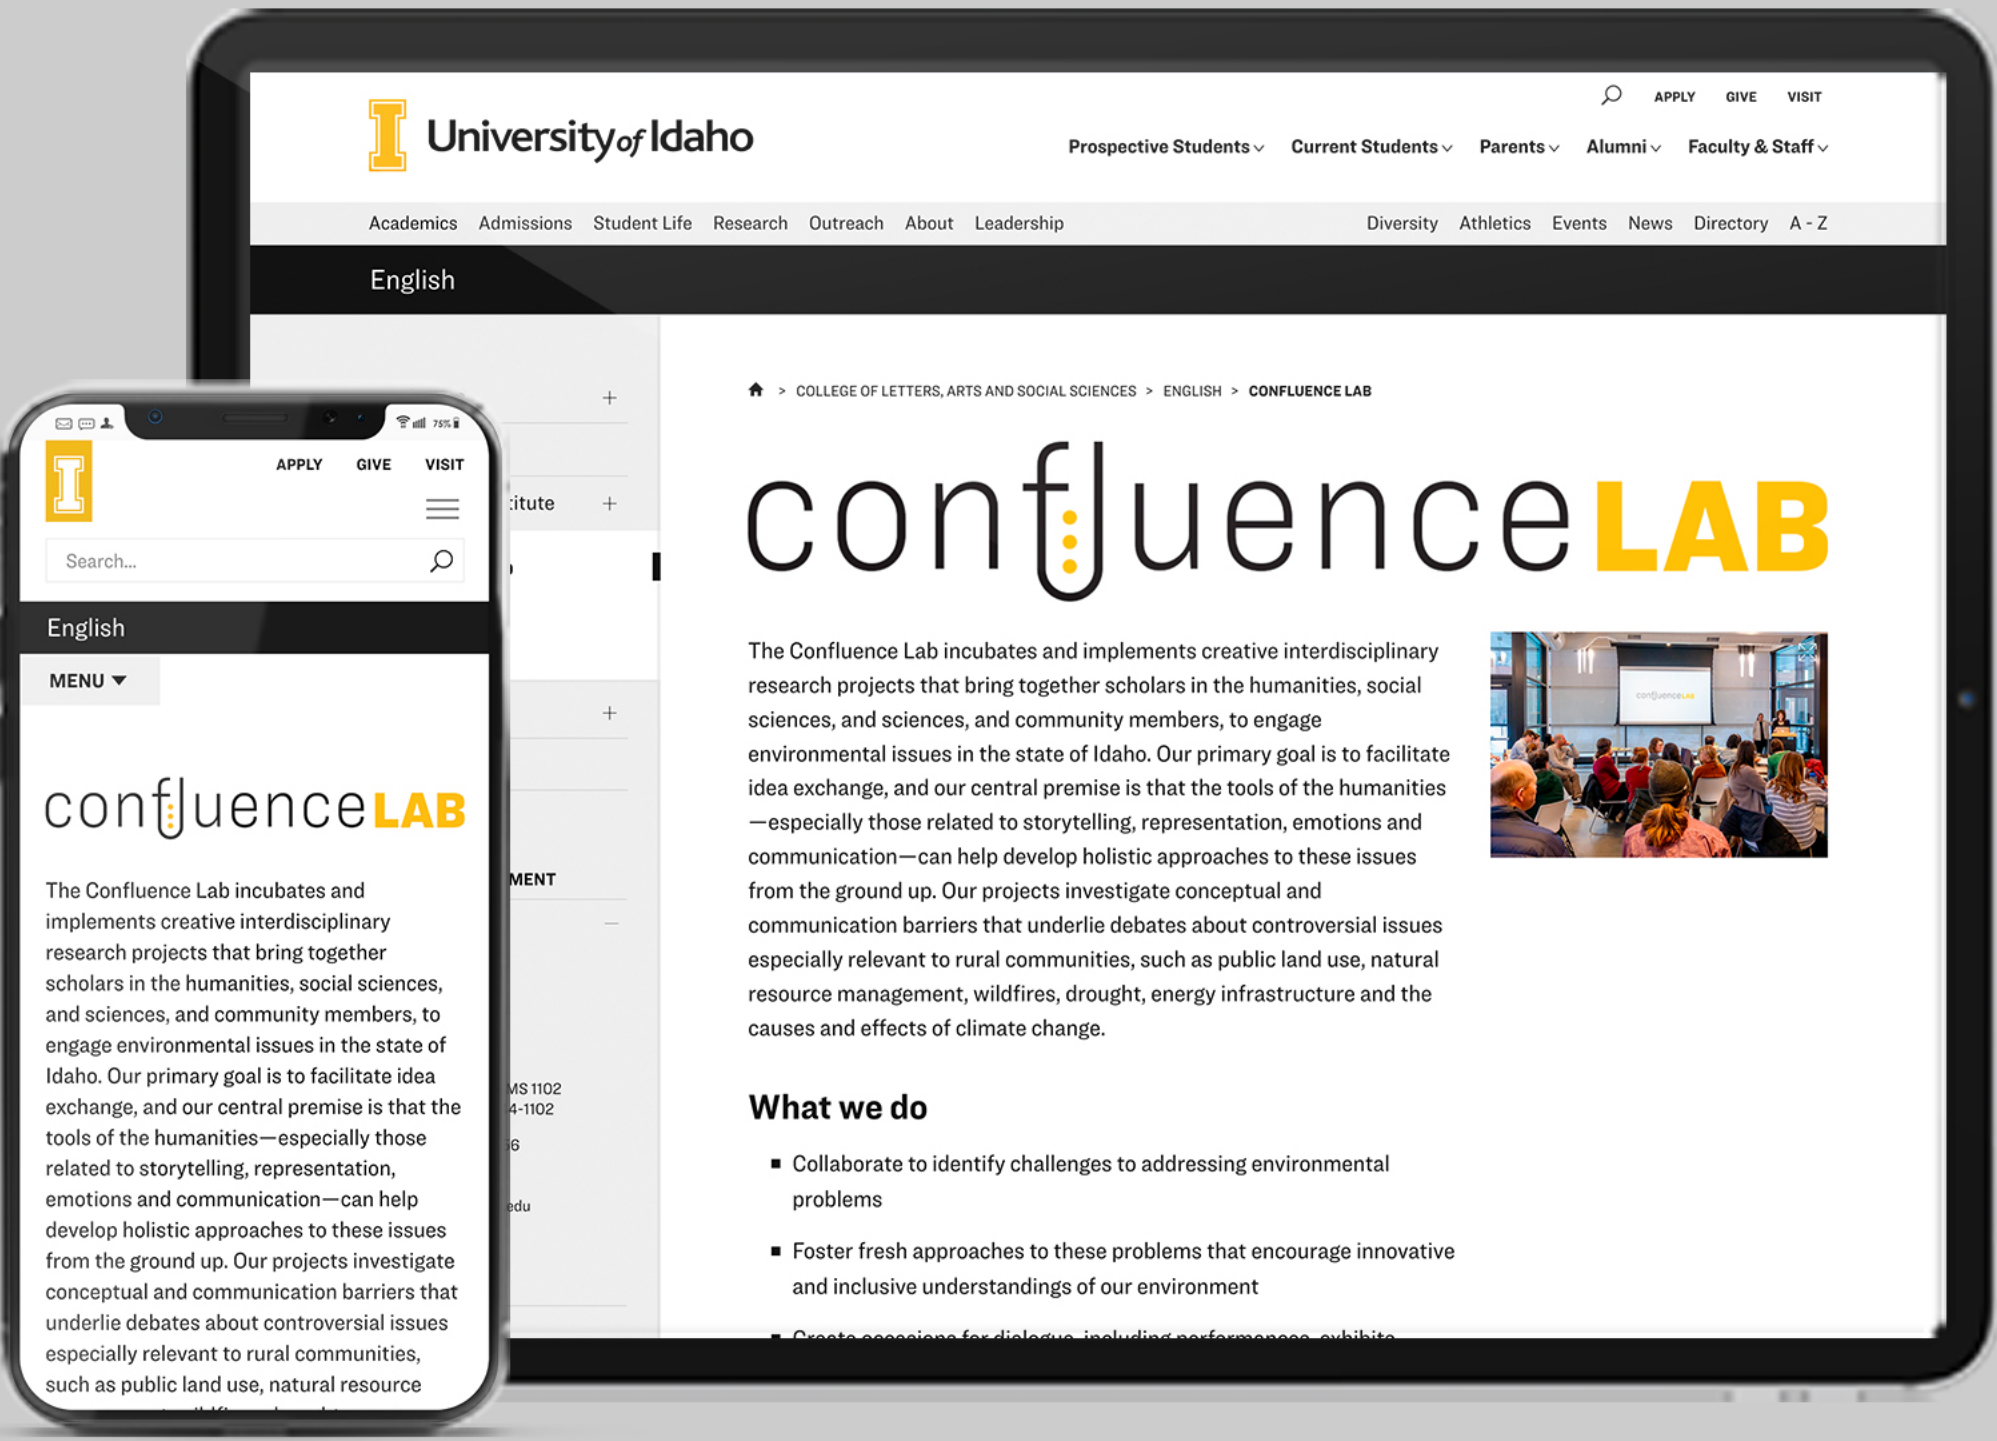 University of Idaho
APPLY GIVE VISIT
Prospective Students Current Students Parents Alumni Faculty & Staff
Academics Admissions Student Life Research Outreach About Leadership
Diversity Athletics Events News Directory A - Z
English
COLLEGE OF LETTERS, ARTS AND SOCIAL SCIENCES > ENGLISH > CONFLUENCE LAB
confluence LAB
The Confluence Lab incubates and implements creative interdisciplinary
research projects that bring together scholars in the humanities, social
sciences, and sciences, and community members, to engage
environmental issues in the state of Idaho. Our primary goal is to facilitate
idea exchange, and our central premise is that the tools of the humanities
—especially those related to storytelling, representation, emotions and
communication—can help develop holistic approaches to these issues
from the ground up. Our projects investigate conceptual and
communication barriers that underlie debates about controversial issues
especially relevant to rural communities, such as public land use, natural
resource management, wildfires, drought, energy infrastructure and the
causes and effects of climate change.
confluence LAB
What we do
■ Collaborate to identify challenges to addressing environmental
problems
■ Foster fresh approaches to these problems that encourage innovative
and inclusive understandings of our environment
■ Create occasions for dialogue, including performances, exhibits
titute
MENT
MS 1102
4-1102
edu
75%
I
APPLY GIVE VISIT
Search...
English
MENU
confluence LAB
The Confluence Lab incubates and
implements creative interdisciplinary
research projects that bring together
scholars in the humanities, social sciences,
and sciences, and community members, to
engage environmental issues in the state of
Idaho. Our primary goal is to facilitate idea
exchange, and our central premise is that the
tools of the humanities—especially those
related to storytelling, representation,
emotions and communication—can help
develop holistic approaches to these issues
from the ground up. Our projects investigate
conceptual and communication barriers that
underlie debates about controversial issues
especially relevant to rural communities,
such as public land use, natural resource